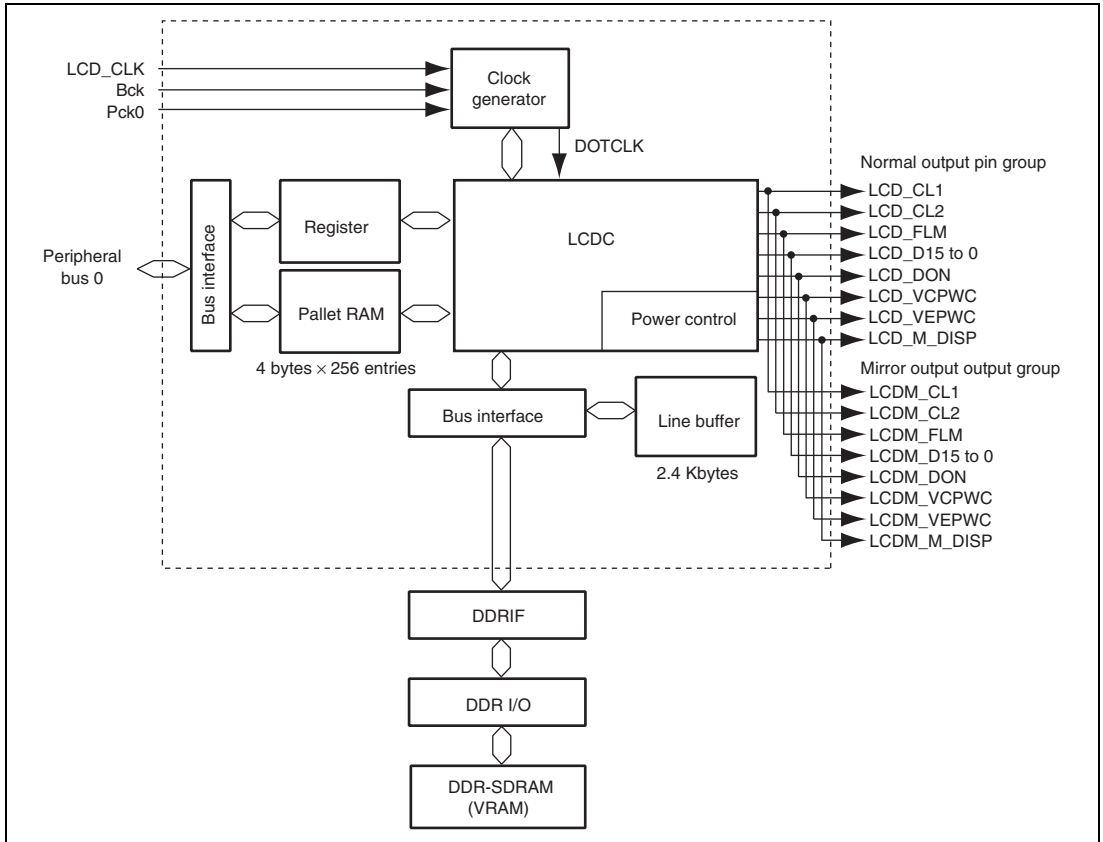 LCD_CLK
Bck
Pck0
Clock
generator
DOTCLK
Peripheral
bus 0
Bus interface
Register
Pallet RAM
4 bytes × 256 entries
LCDC
Power control
Bus interface
Line buffer
2.4 Kbytes
Normal output pin group
LCD_CL1
LCD_CL2
LCD_FLM
LCD_D15 to 0
LCD_DON
LCD_VCPWC
LCD_VEPWC
LCD_M_DISP
Mirror output output group
LCDM_CL1
LCDM_CL2
LCDM_FLM
LCDM_D15 to 0
LCDM_DON
LCDM_VCPWC
LCDM_VEPWC
LCDM_M_DISP
DDRIF
DDR I/O
DDR-SDRAM
(VRAM)